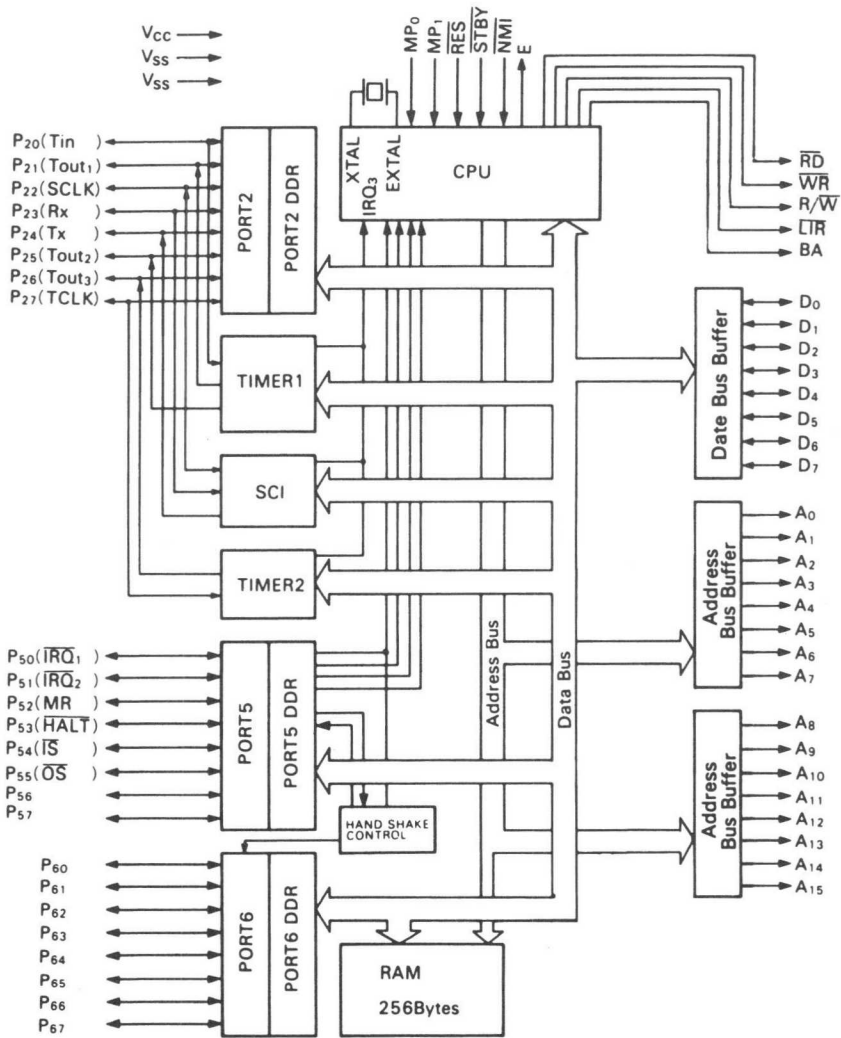 VCC
VSS
VSS
MP0
MP1
RES
STBY
NMI
E
XTAL
IRQ3
EXTAL
CPU
RD
WR
R/W
LIR
BA
P20(Tin )
P21(Tout1)
P22(SCLK)
P23(Rx )
P24(Tx )
P25(Tout2)
P26(Tout3)
P27(TCLK)
PORT2
PORT2 DDR
TIMER1
SCI
TIMER2
Date Bus Buffer
D0
D1
D2
D3
D4
D5
D6
D7
Address
Bus Buffer
A0
A1
A2
A3
A4
A5
A6
A7
Address Bus
Data Bus
P50(IRQ1 )
P51(IRQ2 )
P52(MR )
P53(HALT)
P54(IS )
P55(OS )
P56
P57
PORT5
PORT5 DDR
HAND SHAKE
CONTROL
Address
Bus Buffer
A8
A9
A10
A11
A12
A13
A14
A15
P60
P61
P62
P63
P64
P65
P66
P67
PORT6
PORT6 DDR
RAM
256Bytes